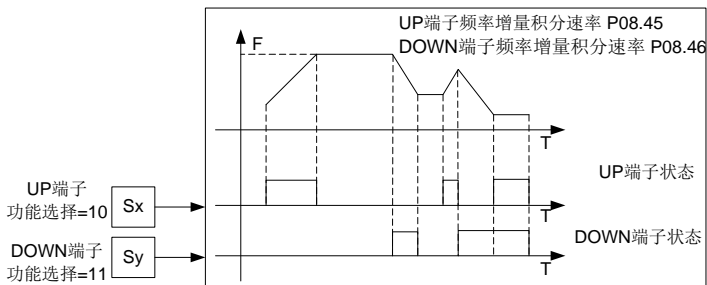 UP端子频率增量积分速率 P08.45
DOWN端子频率增量积分速率 P08.46
F
T
UP端子状态
T
DOWN端子状态
T
UP端子
功能选择=10
Sx
DOWN端子
功能选择=11
Sy